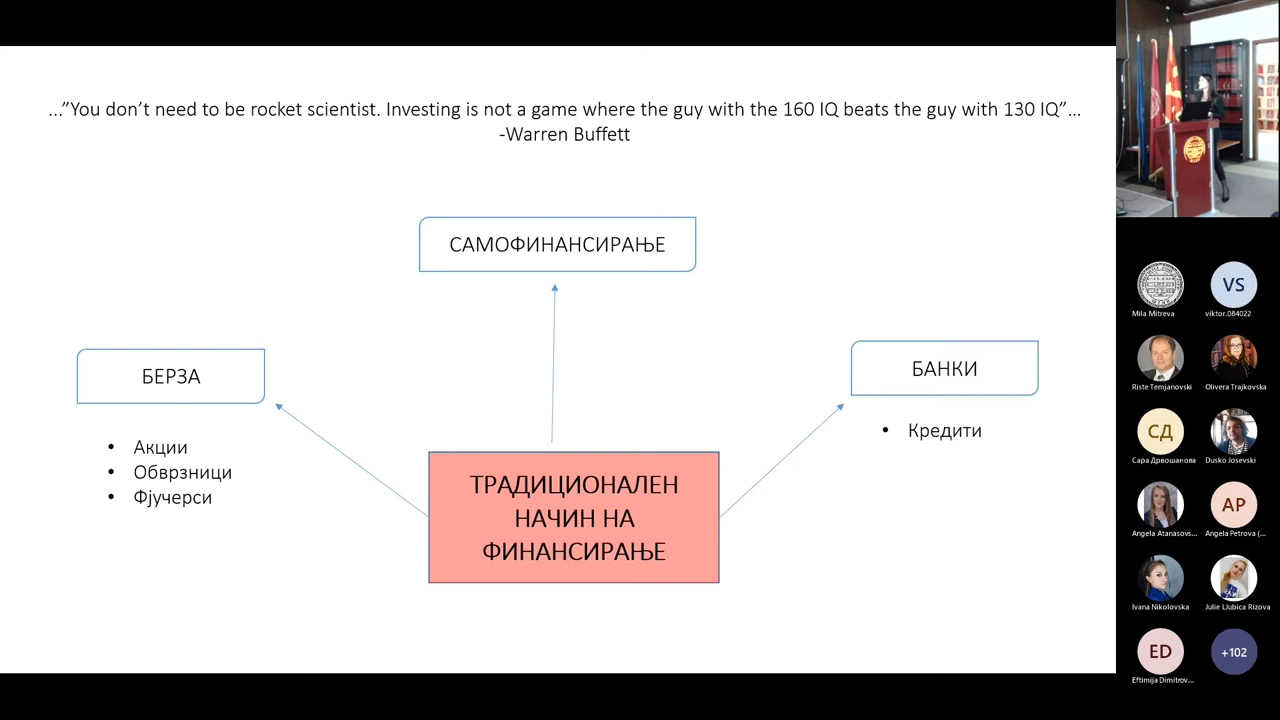 ..."You don't need to be rocket scientist. Investing is not a game where the guy with the 160 IQ beats the guy with 130 IQ"...
-Warren Buffett
САМОФИНАНСИРАЊЕ
БЕРЗА
БАНКИ
• Акции
• Обврзници
• Фјучерси
• Кредити
ТРАДИЦИОНАЛЕН
НАЧИН НА
ФИНАНСИРАЊЕ
Mila Mitreva
VS
viktor.084022
Riste Temjanovski
Olivera Trajkovska
СД
Сара Дрвошанова
Dusko Josevski
Angela Atanasovs...
AP
Angela Petrova (...
Ivana Nikolovska
Julie LJubica Rizova
ED
Eftimija Dimitrov...
+102